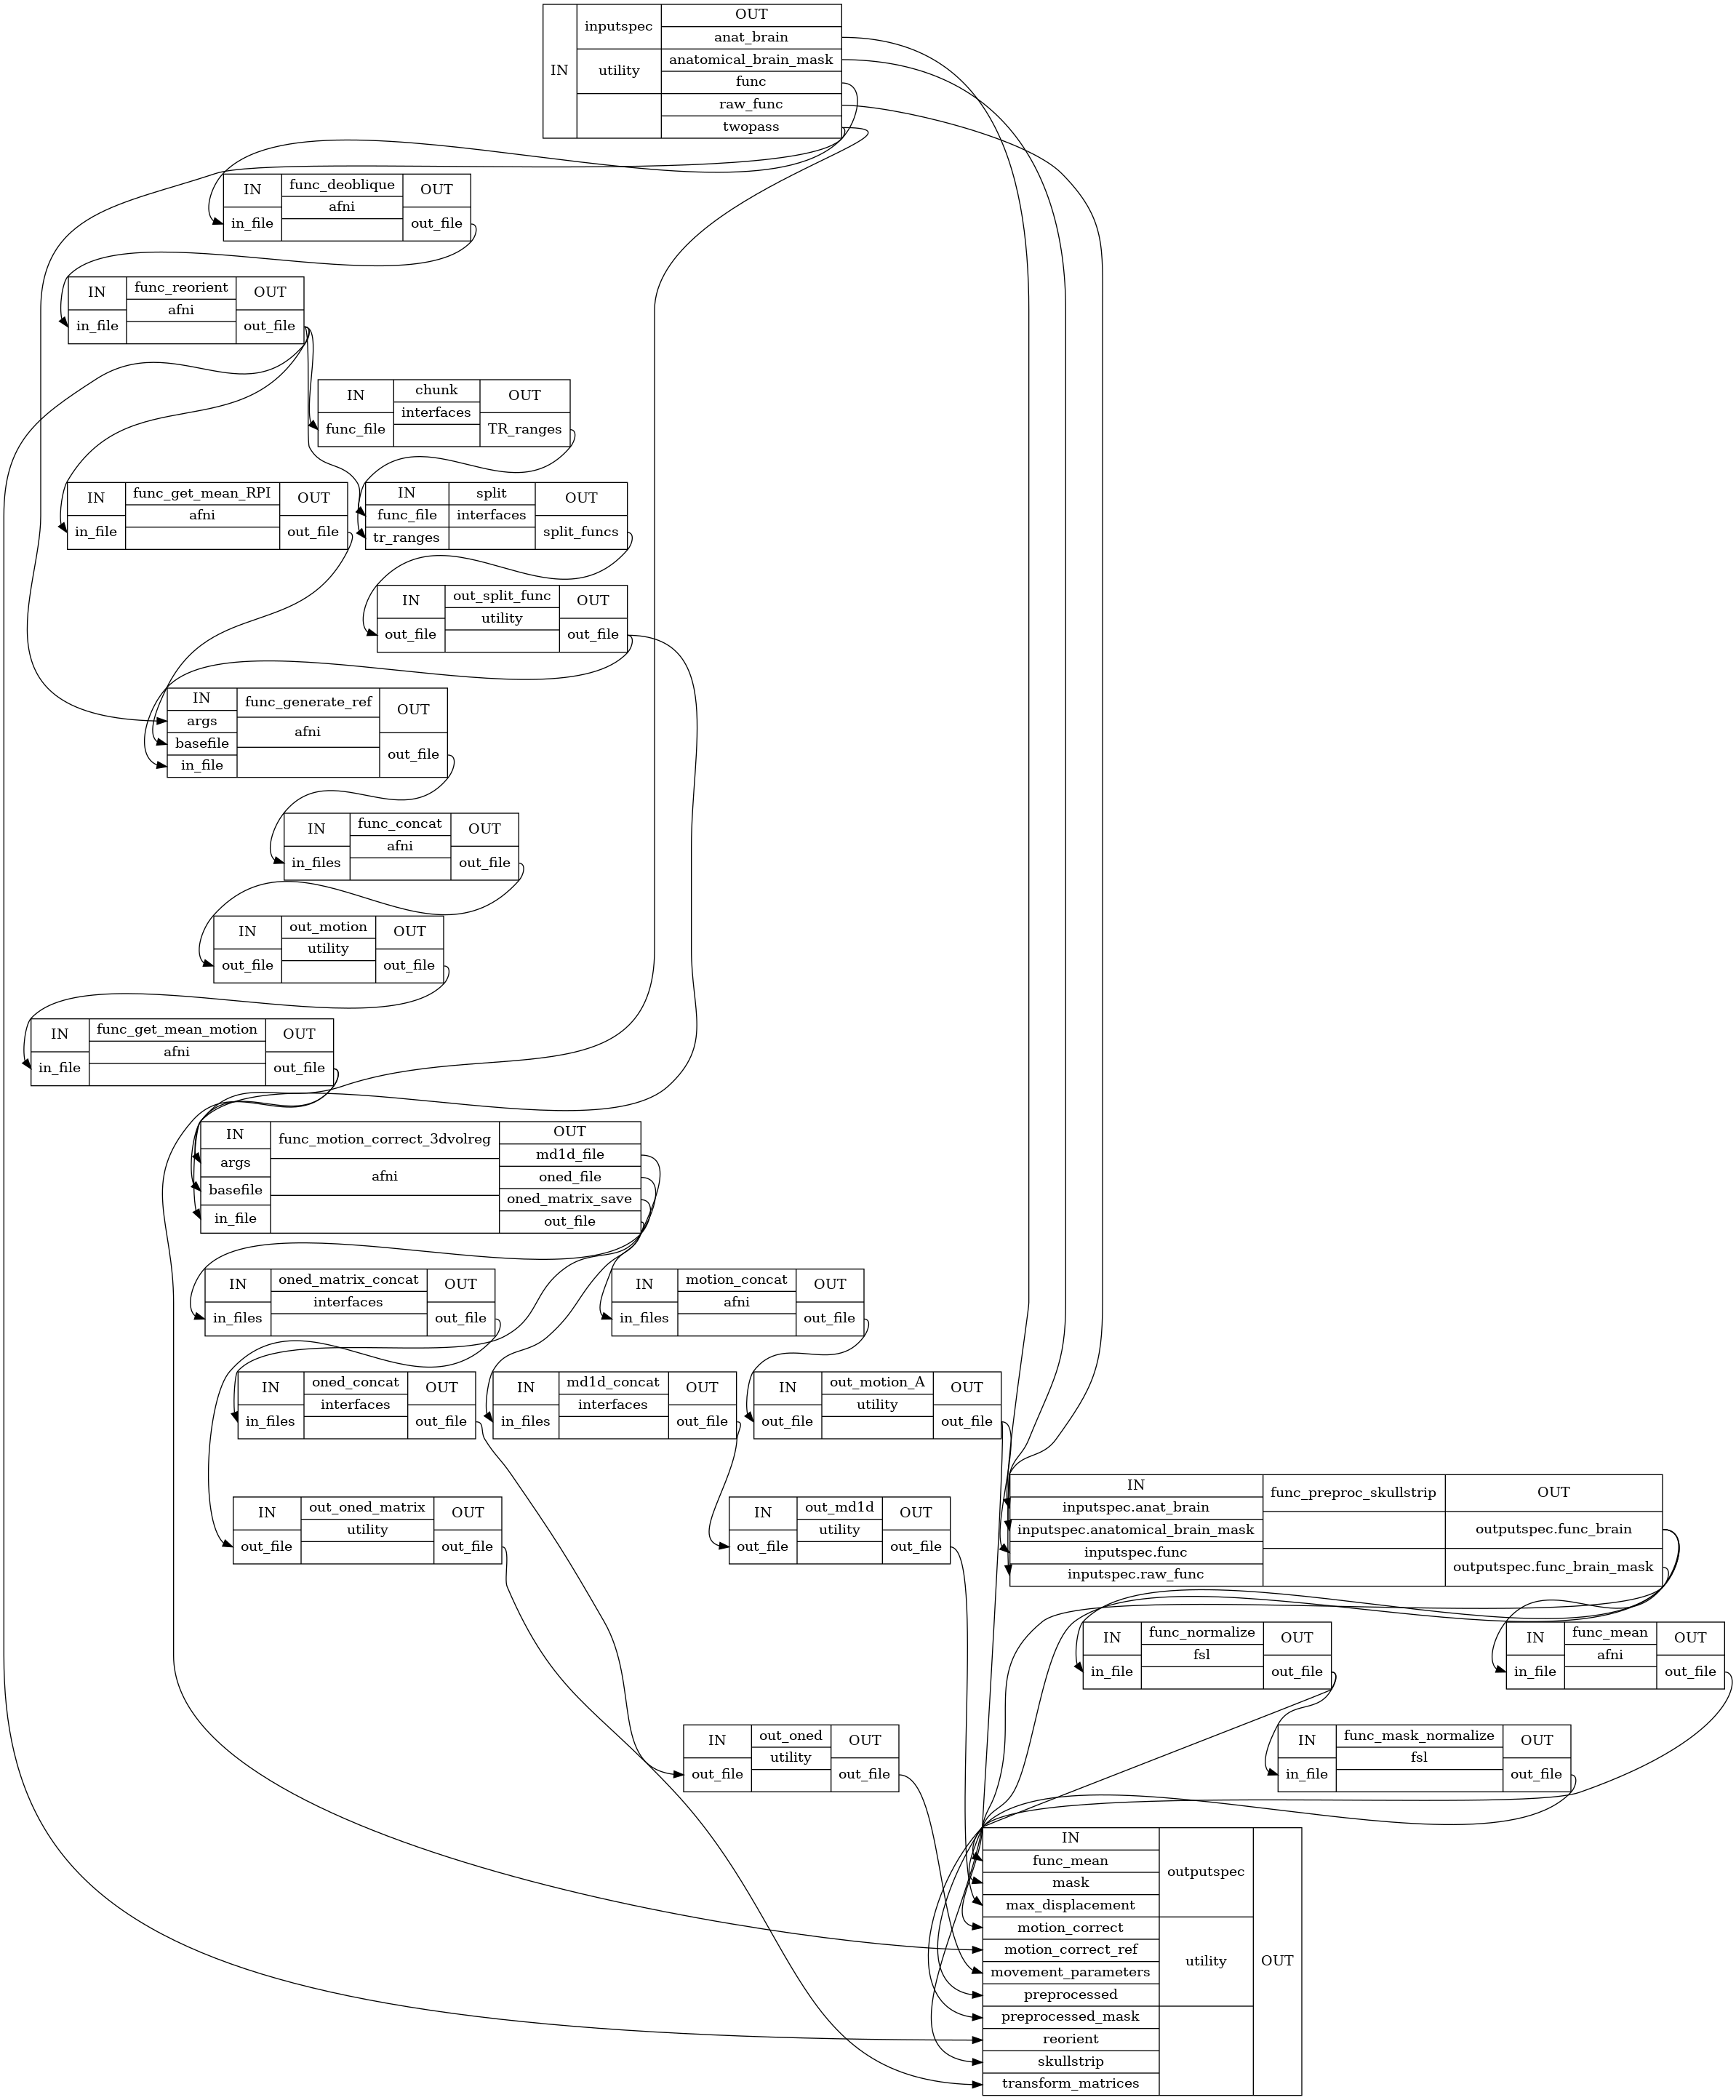 IN
inputspec
utility
OUT
anat_brain
anatomical_brain_mask
func
raw_func
twopass
IN
in_file
func_deoblique
afni
OUT
out_file
IN
in_file
func_reorient
afni
OUT
out_file
IN
func_file
chunk
interfaces
OUT
TR_ranges
IN
in_file
func_get_mean_RPI
afni
OUT
out_file
IN
func_file
tr_ranges
split
interfaces
OUT
split_funcs
IN
out_file
out_split_func
utility
OUT
out_file
IN
args
basefile
in_file
func_generate_ref
afni
OUT
out_file
IN
in_files
func_concat
afni
OUT
out_file
IN
out_file
out_motion
utility
OUT
out_file
IN
in_file
func_get_mean_motion
afni
OUT
out_file
IN
args
basefile
in_file
func_motion_correct_3dvolreg
afni
OUT
md1d_file
oned_file
oned_matrix_save
out_file
IN
in_files
oned_matrix_concat
interfaces
OUT
out_file
IN
in_files
motion_concat
afni
OUT
out_file
IN
in_files
oned_concat
interfaces
OUT
out_file
IN
in_files
md1d_concat
interfaces
OUT
out_file
IN
out_file
out_motion_A
utility
OUT
out_file
IN
inputspec.anat_brain
inputspec.anatomical_brain_mask
inputspec.func
inputspec.raw_func
func_preproc_skullstrip
OUT
outputspec.func_brain
outputspec.func_brain_mask
IN
out_file
out_oned_matrix
utility
OUT
out_file
IN
out_file
out_md1d
utility
OUT
out_file
IN
in_file
func_normalize
fsl
OUT
out_file
IN
in_file
func_mean
afni
OUT
out_file
IN
out_file
out_oned
utility
OUT
out_file
IN
in_file
func_mask_normalize
fsl
OUT
out_file
IN
func_mean
mask
max_displacement
motion_correct
motion_correct_ref
movement_parameters
preprocessed
preprocessed_mask
reorient
skullstrip
transform_matrices
outputspec
utility
OUT